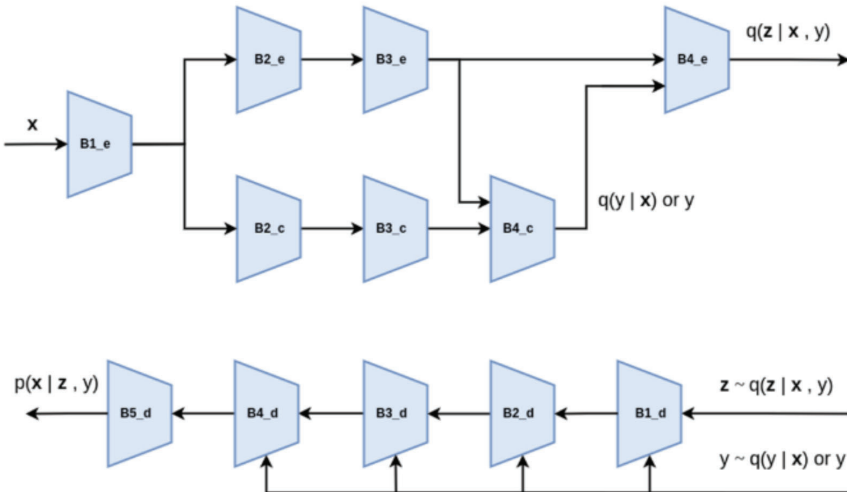 q(z | x , y)
B2_e
B3_e
B4_e
x
B1_e
q(y | x) or y
B2_c
B3_c
B4_c
p(x | z , y)
z ~ q(z | x , y)
B5_d
B4_d
B3_d
B2_d
B1_d
y ~ q(y | x) or y